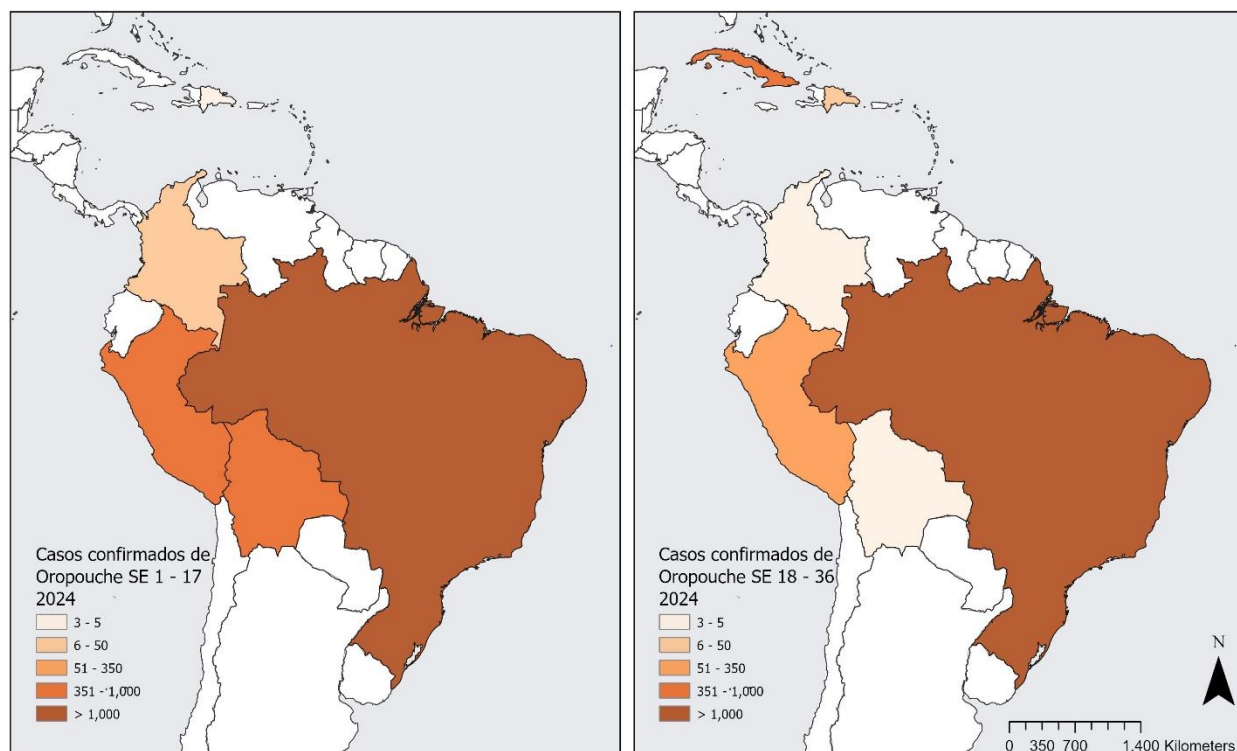 Casos confirmados de
Oropouche SE 1 - 17
2024
3 - 5
6 - 50
51 - 350
351 - 1,000
> 1,000
Casos confirmados de
Oropouche SE 18 - 36
2024
3 - 5
6 - 50
51 - 350
351 - 1,000
> 1,000
N
0 350 700 1.400 Kilometers